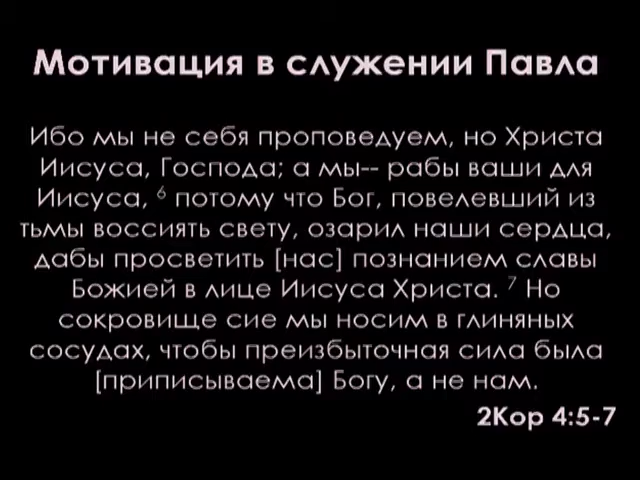 Мотивация в служении Павла
Ибо мы не себя проповедуем, но Христа
Иисуса, Господа; а мы-- рабы ваши для
Иисуса, ⁶ потому что Бог, повелевший из
тьмы воссиять свету, озарил наши сердца,
дабы просветить [нас] познанием славы
Божией в лице Иисуса Христа. ⁷ Но
сокровище сие мы носим в глиняных
сосудах, чтобы преизбыточная сила была
[приписываема] Богу, а не нам.
2Кор 4:5-7